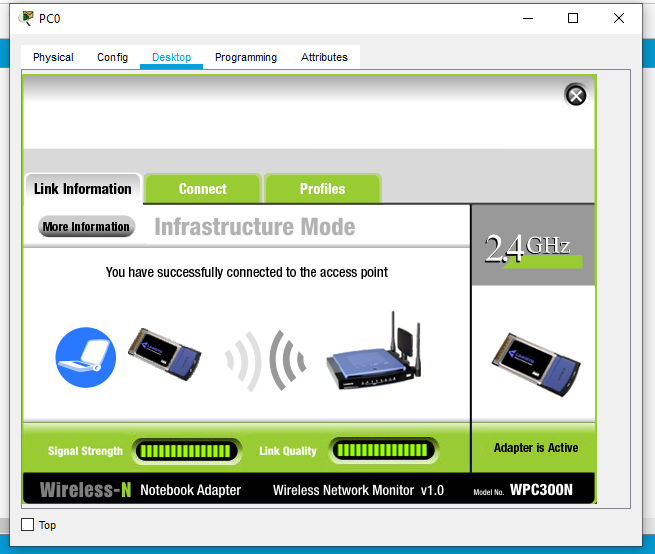 PC0
Physical Config Desktop Programming Attributes
Link Information Connect Profiles
More Information Infrastructure Mode
2.4GHz
You have successfully connected to the access point
Signal Strength Link Quality Adapter is Active
Wireless-N Notebook Adapter Wireless Network Monitor v1.0 Model No. WPC300N
Top